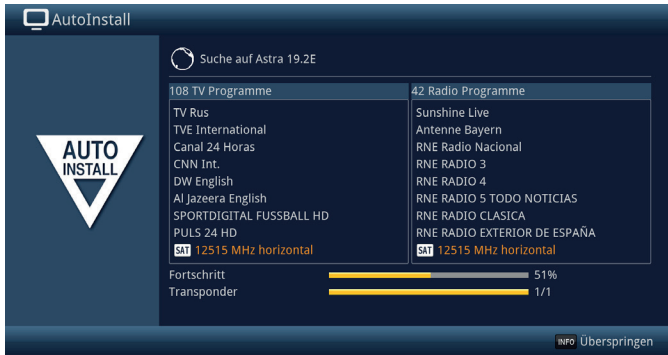 AutoInstall
Suche auf Astra 19.2E
AUTO
INSTALL
108 TV Programme
TV Rus
TVE International
Canal 24 Horas
CNN Int.
DW English
Al Jazeera English
SPORTDIGITAL FUSSBALL HD
PULS 24 HD
SAT 12515 MHz horizontal
42 Radio Programme
Sunshine Live
Antenne Bayern
RNE Radio Nacional
RNE RADIO 3
RNE RADIO 4
RNE RADIO 5 TODO NOTICIAS
RNE RADIO CLASICA
RNE RADIO EXTERIOR DE ESPAÑA
SAT 12515 MHz horizontal
Fortschritt 51%
Transponder 1/1
INFO Überspringen